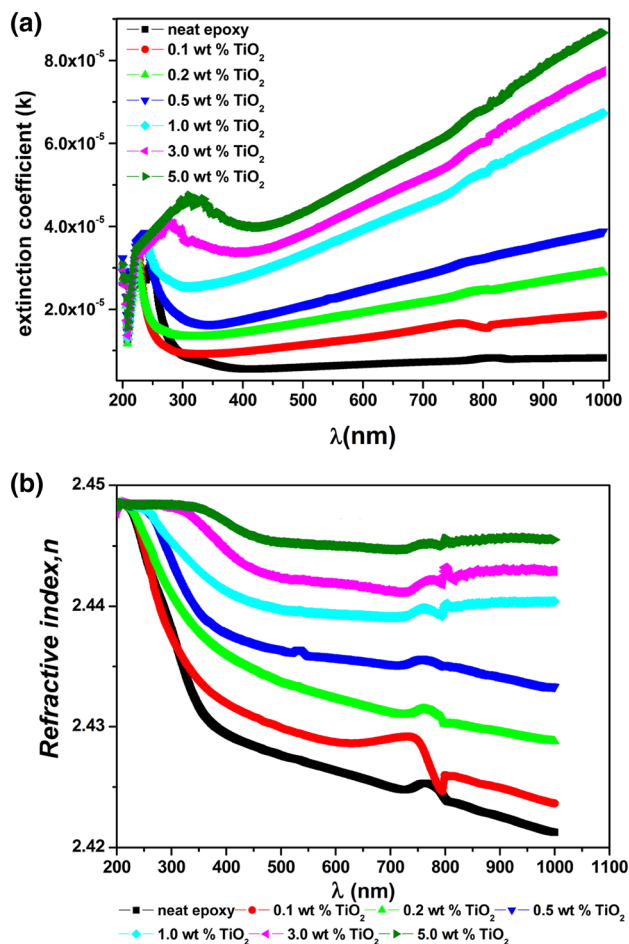 (a)
neat epoxy
0.1 wt % TiO₂
0.2 wt % TiO₂
0.5 wt % TiO₂
1.0 wt % TiO₂
3.0 wt % TiO₂
5.0 wt % TiO₂
8.0x10⁻⁵
6.0x10⁻⁵
4.0x10⁻⁵
2.0x10⁻⁵
extinction coefficient (k)
200 300 400 500 600 700 800 900 1000
λ(nm)
(b)
2.45
2.44
2.43
2.42
Refractive index,n
200 300 400 500 600 700 800 900 1000 1100
λ (nm)
neat epoxy 0.1 wt % TiO₂ 0.2 wt % TiO₂ 0.5 wt % TiO₂
1.0 wt % TiO₂ 3.0 wt % TiO₂ 5.0 wt % TiO₂